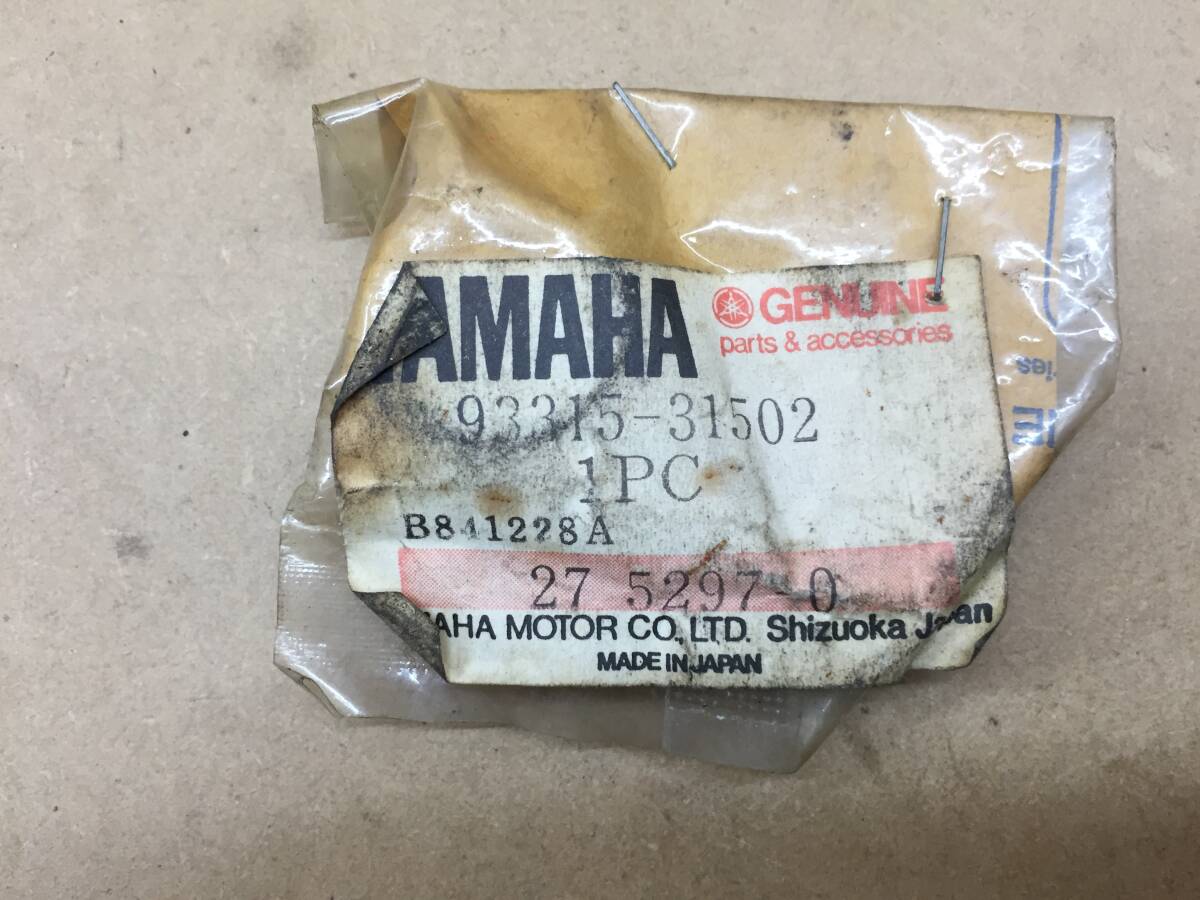 YAMAHA
GENUINE
parts & accessories
93315-31502
1PC
B841228A
27 5297-0
YAMAHA MOTOR CO., LTD. Shizuoka Japan
MADE IN JAPAN